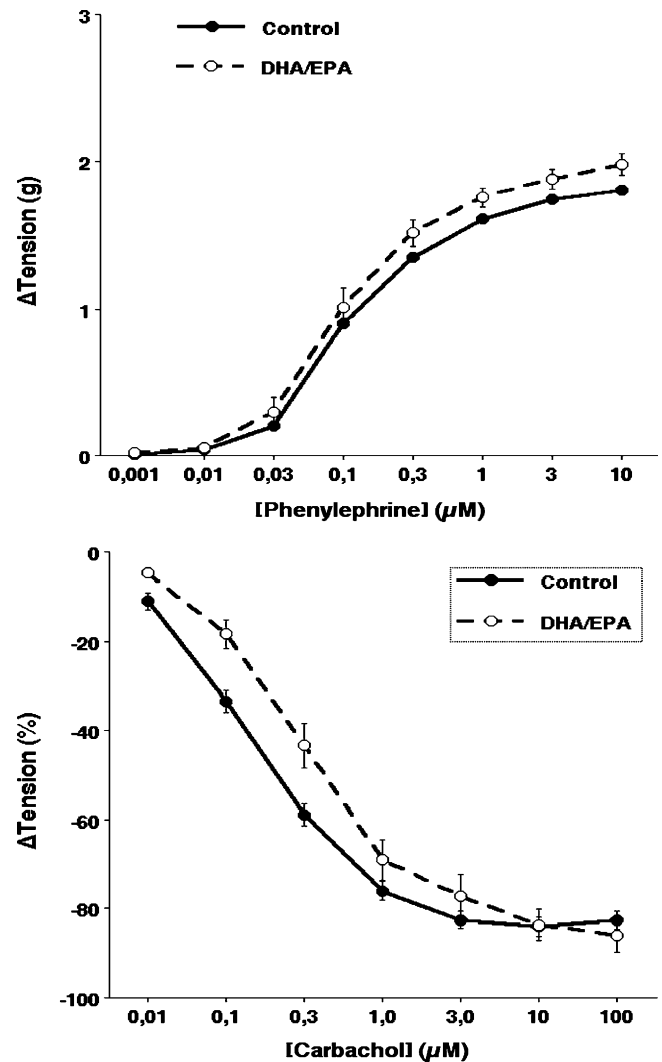 3
Control
DHA/EPA
2
ΔTension (g)
1
0
0,001 0,01 0,03 0,1 0,3 1 3 10
[Phenylephrine] (µM)
0
Control
DHA/EPA
-20
-40
ΔTension (%)
-60
-80
-100
0,01 0,1 0,3 1,0 3,0 10 100
[Carbachol] (µM)